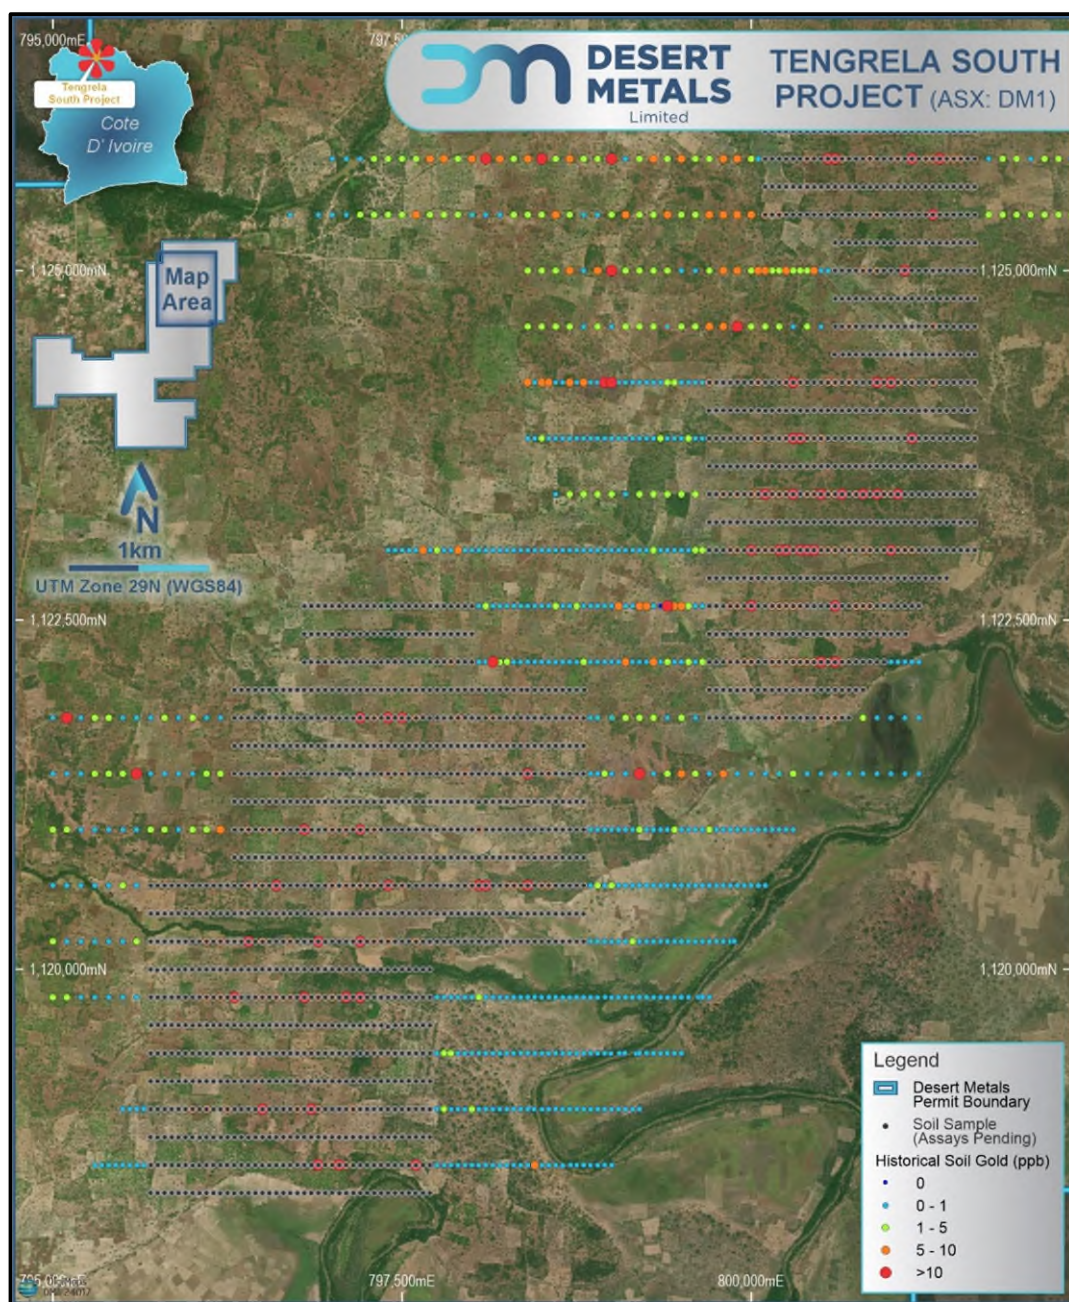 795,000mE
DESERT
METALS
Limited
TENGRELA SOUTH
PROJECT (ASX: DM1)
Tengrela
South Project
Cote
D' Ivoire
1,125,000mN
1,125,000mN
Map
Area
N
1km
UTM Zone 29N (WGS84)
1,122,500mN
1,122,500mN
1,120,000mN
1,120,000mN
Legend
Desert Metals
Permit Boundary
Soil Sample
(Assays Pending)
Historical Soil Gold (ppb)
0
0 - 1
1 - 5
5 - 10
>10
797,500mE
800,000mE